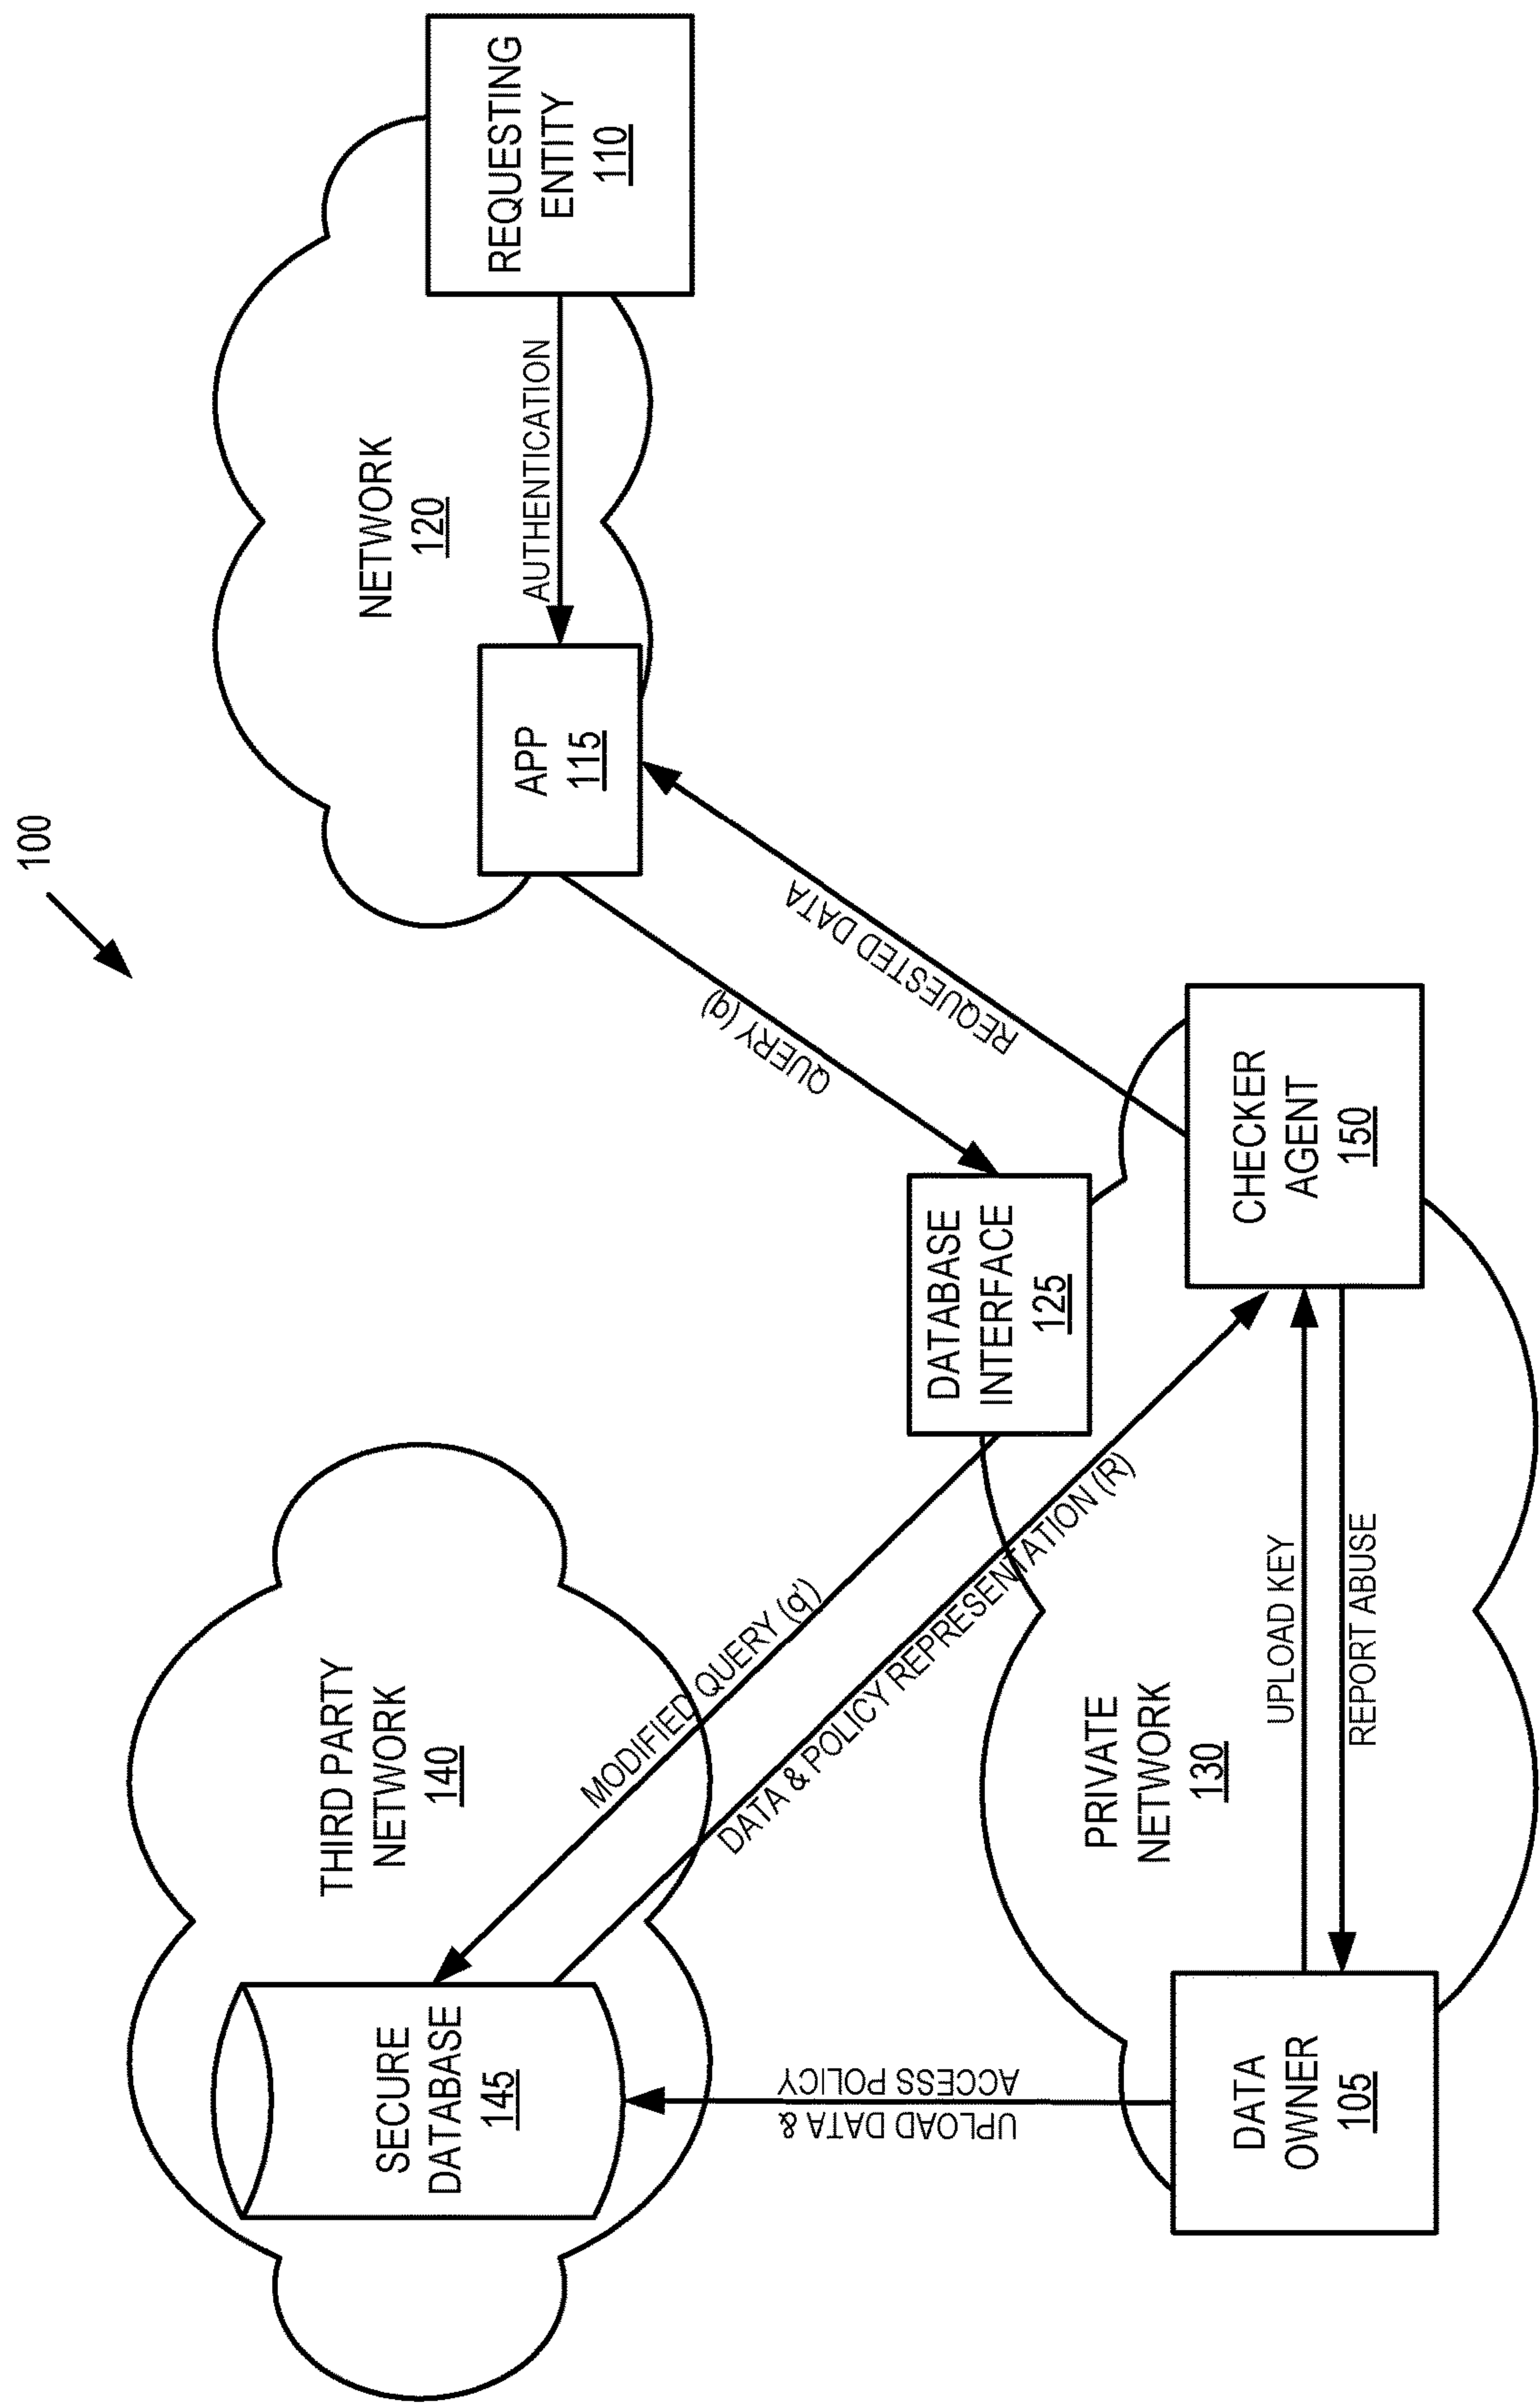 100
THIRD PARTY
NETWORK
140
SECURE
DATABASE
145
NETWORK
120
REQUESTING
ENTITY
110
AUTHENTICATION
APP
115
QUERY (q)
REQUESTED DATA
MODIFIED QUERY (q')
DATA & POLICY REPRESENTATION (R)
DATABASE
INTERFACE
125
UPLOAD DATA &
ACCESS POLICY
PRIVATE
NETWORK
130
DATA
OWNER
105
UPLOAD KEY
REPORT ABUSE
CHECKER
AGENT
150